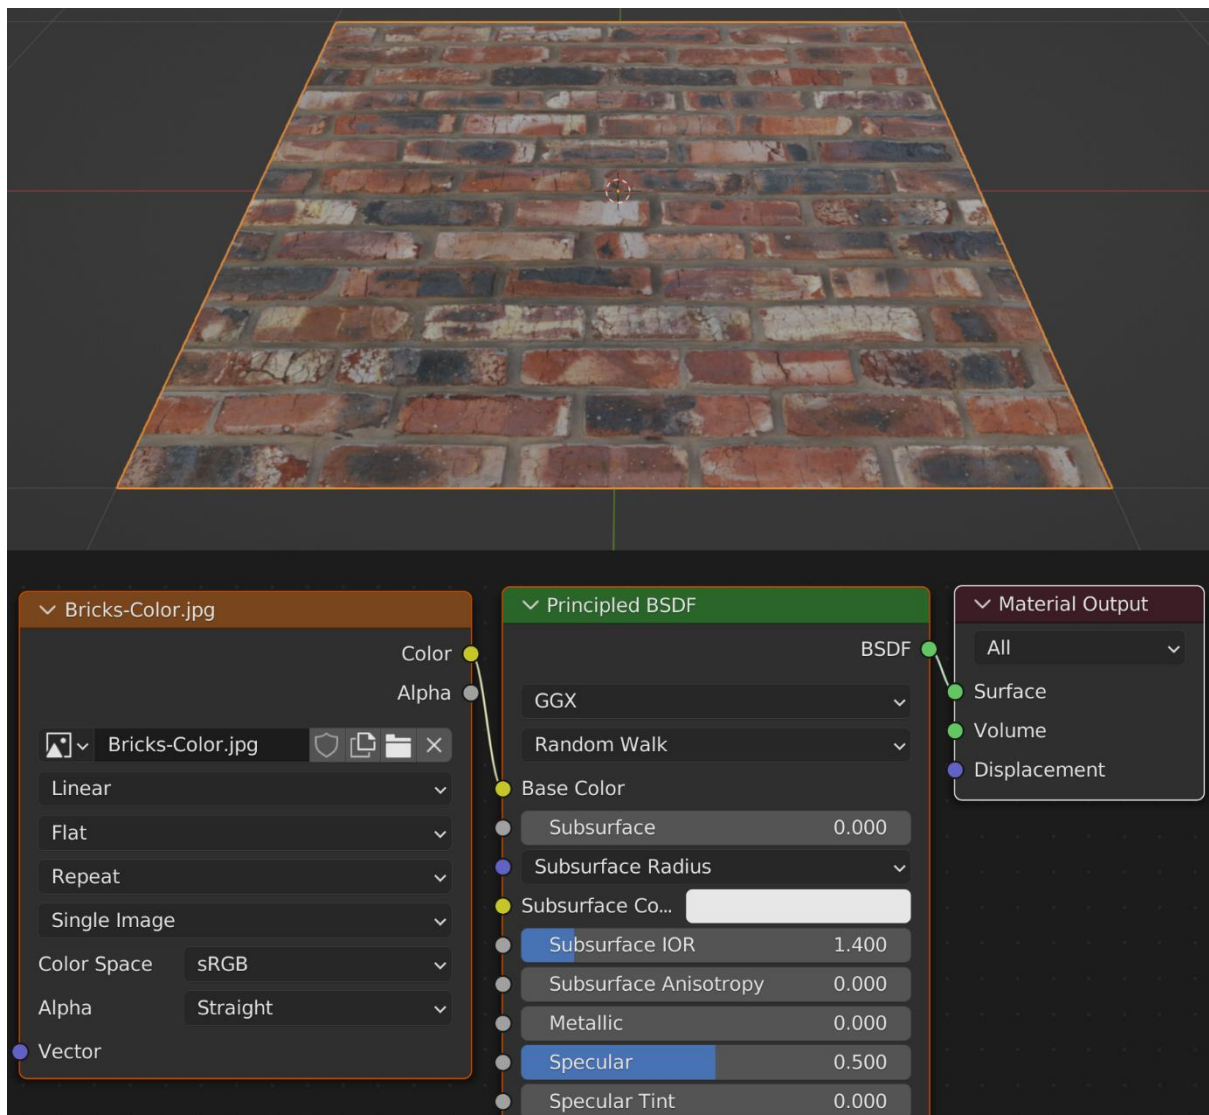 Bricks-Color.jpg
Color
Alpha
Bricks-Color.jpg
Linear
Flat
Repeat
Single Image
Color Space sRGB
Alpha Straight
Vector
Principled BSDF
BSDF
GGX
Random Walk
Base Color
Subsurface 0.000
Subsurface Radius
Subsurface Co...
Subsurface IOR 1.400
Subsurface Anisotropy 0.000
Metallic 0.000
Specular 0.500
Specular Tint 0.000
Material Output
All
Surface
Volume
Displacement